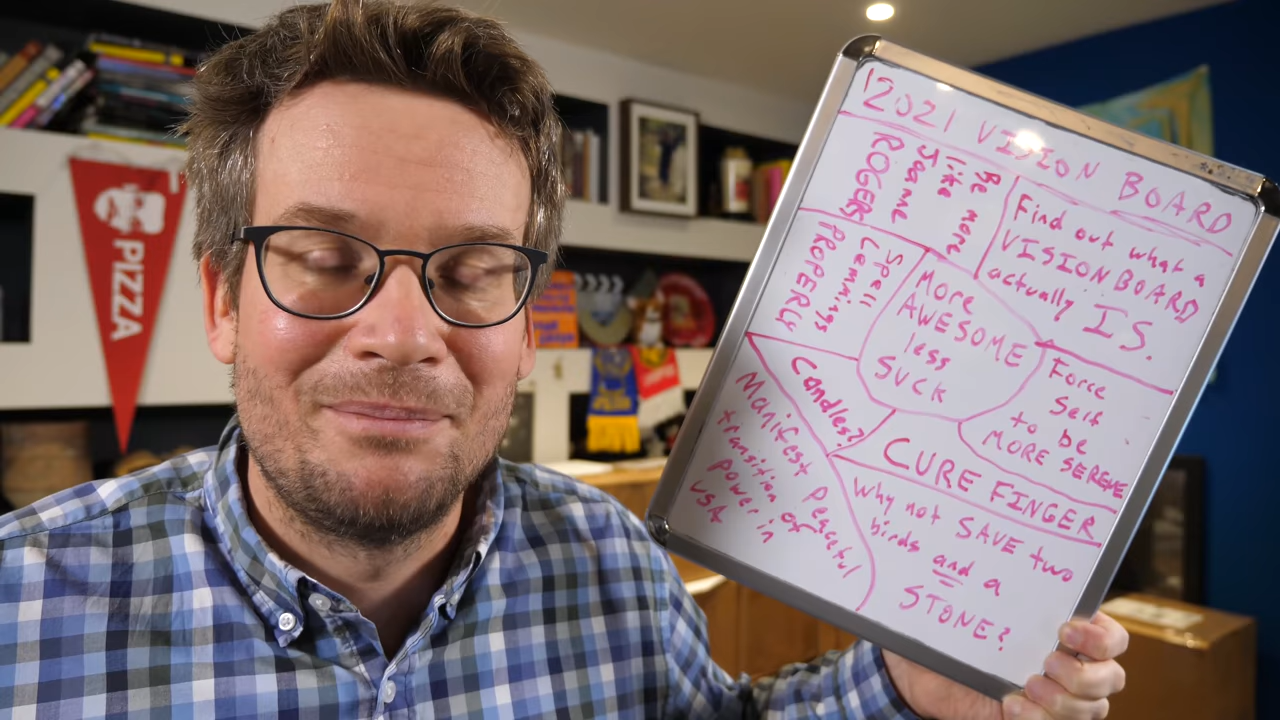 2021 VISION BOARD
Be more
like
Joanne
ROGERS
Find out what a
VISION BOARD
actually IS.
Spell
Lemmings
PROPERLY
More
AWESOME
less
SUCK
Force
Self
to be
MORE SERENE
Candles?
CURE FINGER
Manifest peaceful
transition of
power in
USA
Why not SAVE two
birds and a
STONE?
PIZZA